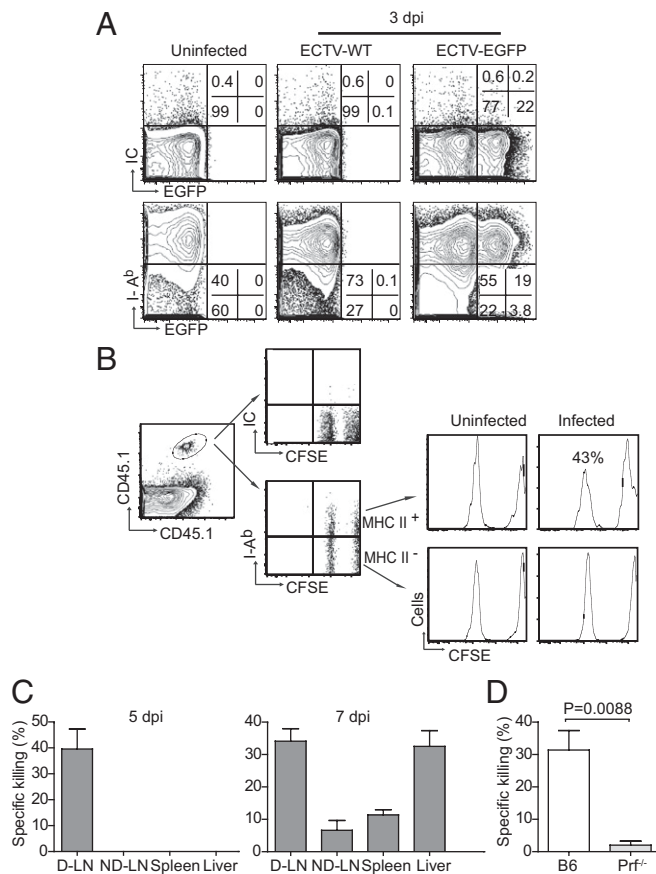 A
3 dpi
Uninfected
ECTV-WT
ECTV-EGFP
0.4 0
99 0
0.6 0
99 0.1
0.6 0.2
77 22
IC
EGFP
40 0
60 0
73 0.1
27 0
55 19
22 3.8
I-Aᵇ
EGFP
B
CD45.1
CD45.1
IC
CFSE
I-Aᵇ
CFSE
MHC II +
MHC II -
Uninfected
Infected
43%
Cells
CFSE
C
Specific killing (%)
50
40
30
20
10
0
5 dpi
D-LN ND-LN Spleen Liver
40
30
20
10
0
7 dpi
D-LN ND-LN Spleen Liver
D
P=0.0088
Specific killing (%)
40
30
20
10
0
B6 Prf-/-